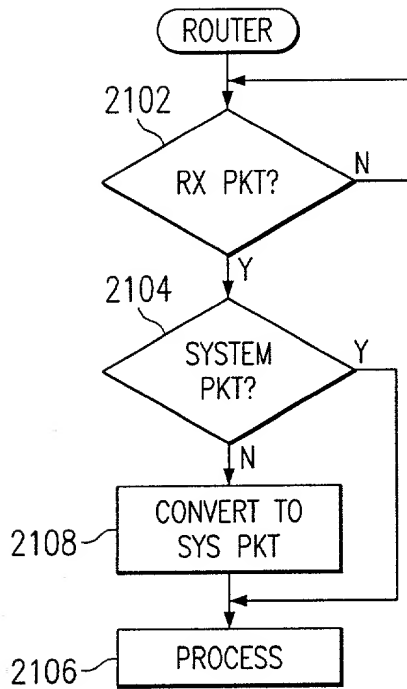 ROUTER
2102
RX PKT?
N
Y
2104
SYSTEM
PKT?
Y
N
2108
CONVERT TO
SYS PKT
2106
PROCESS